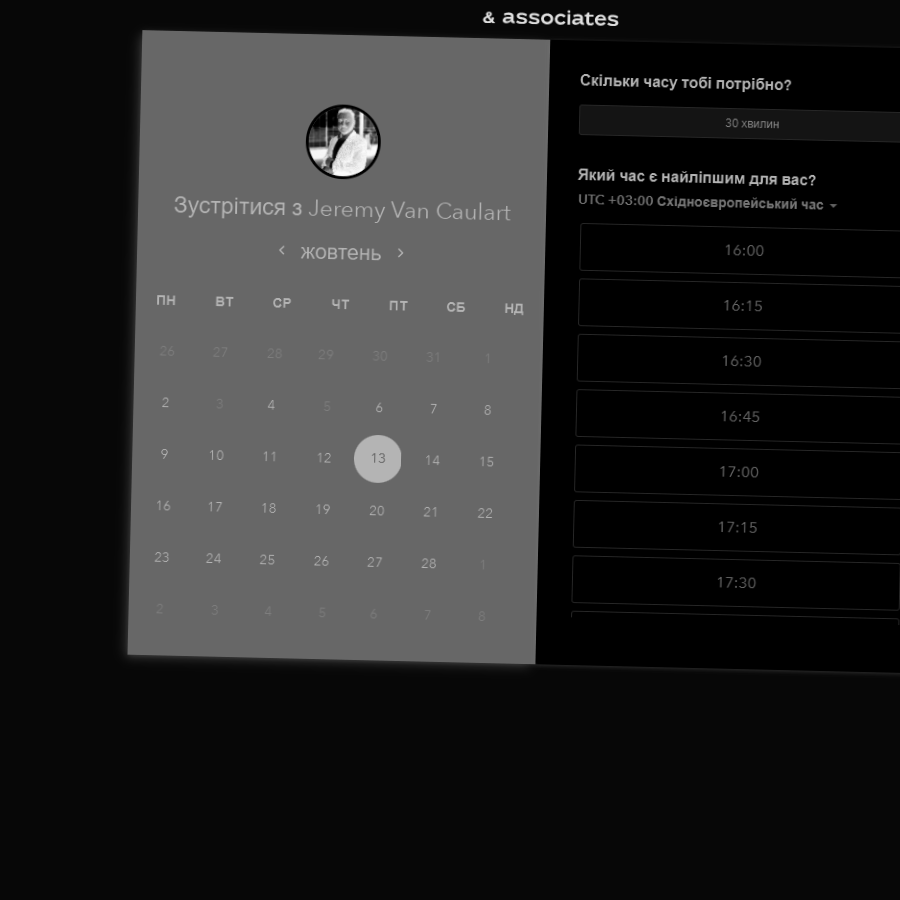 & associates
Зустрітися з Jeremy Van Caulart
жовтень
ПН ВТ СР ЧТ ПТ СБ НД
26 27 28 29 30 31 1
2 3 4 5 6 7 8
9 10 11 12 13 14 15
16 17 18 19 20 21 22
23 24 25 26 27 28 1
2 3 4 5 6 7 8
Скільки часу тобі потрібно?
30 хвилин
Який час є найліпшим для вас?
UTC +03:00 Східноєвропейський час
16:00
16:15
16:30
16:45
17:00
17:15
17:30